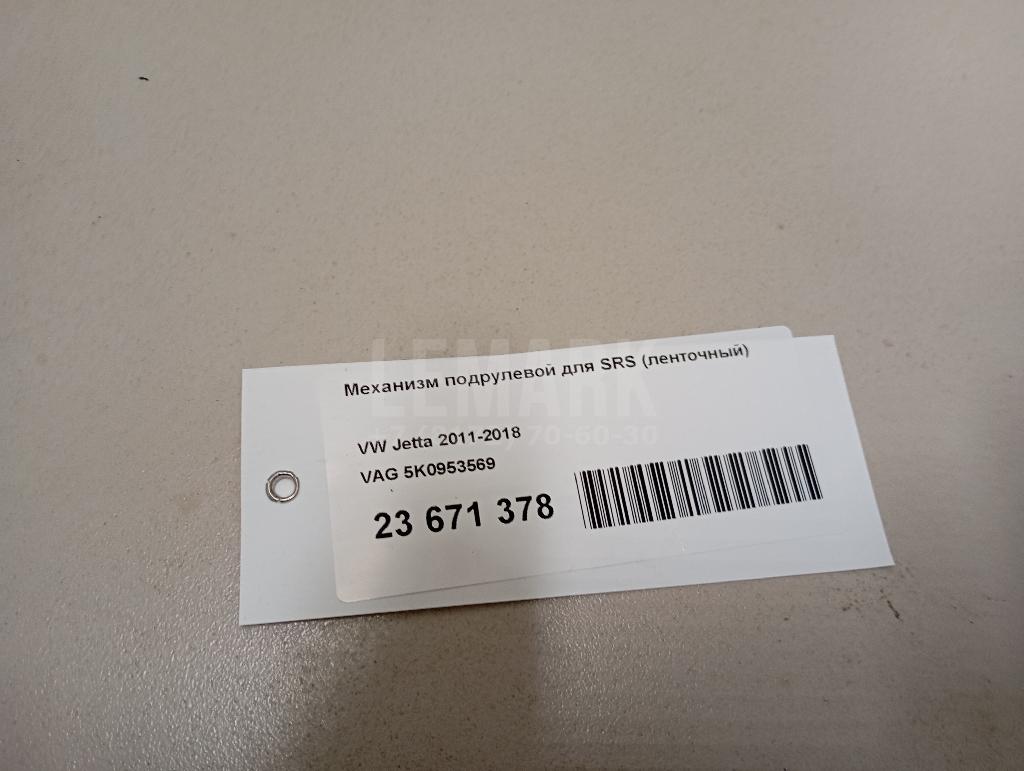 LEMARK
Механизм подрулевой для SRS (ленточный)
VW Jetta 2011-2018
VAG 5K0953569
23 671 378